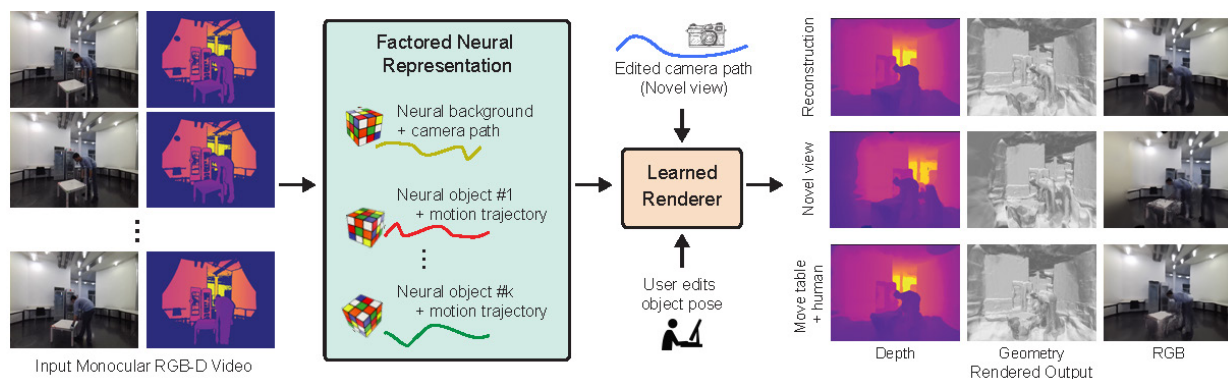 Factored Neural
Representation
Neural background
+ camera path
Neural object #1
+ motion trajectory
Neural object #k
+ motion trajectory
Input Monocular RGB-D Video
Edited camera path
(Novel view)
Learned
Renderer
User edits
object pose
Reconstruction
Novel view
Move table
+ human
Depth
Geometry
RGB
Rendered Output